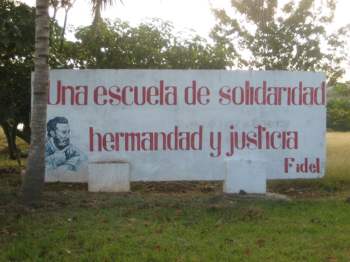 Una escuela de solidaridad
hermandad y justicia
Fidel